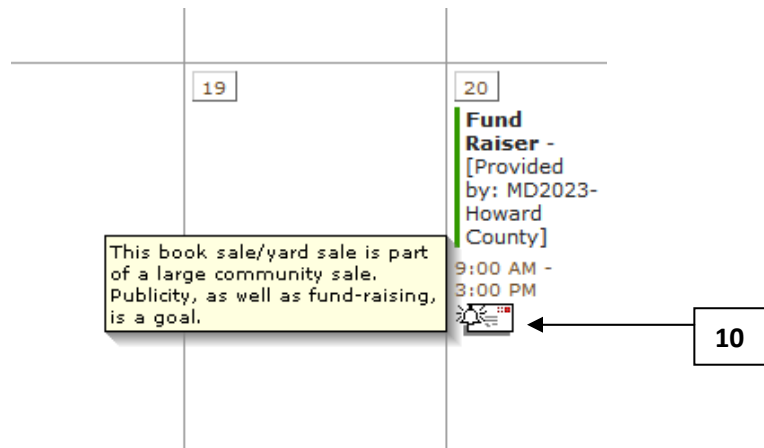 19
20
Fund
Raiser -
[Provided
by: MD2023-
Howard
County]
9:00 AM -
3:00 PM
This book sale/yard sale is part
of a large community sale.
Publicity, as well as fund-raising,
is a goal.
10